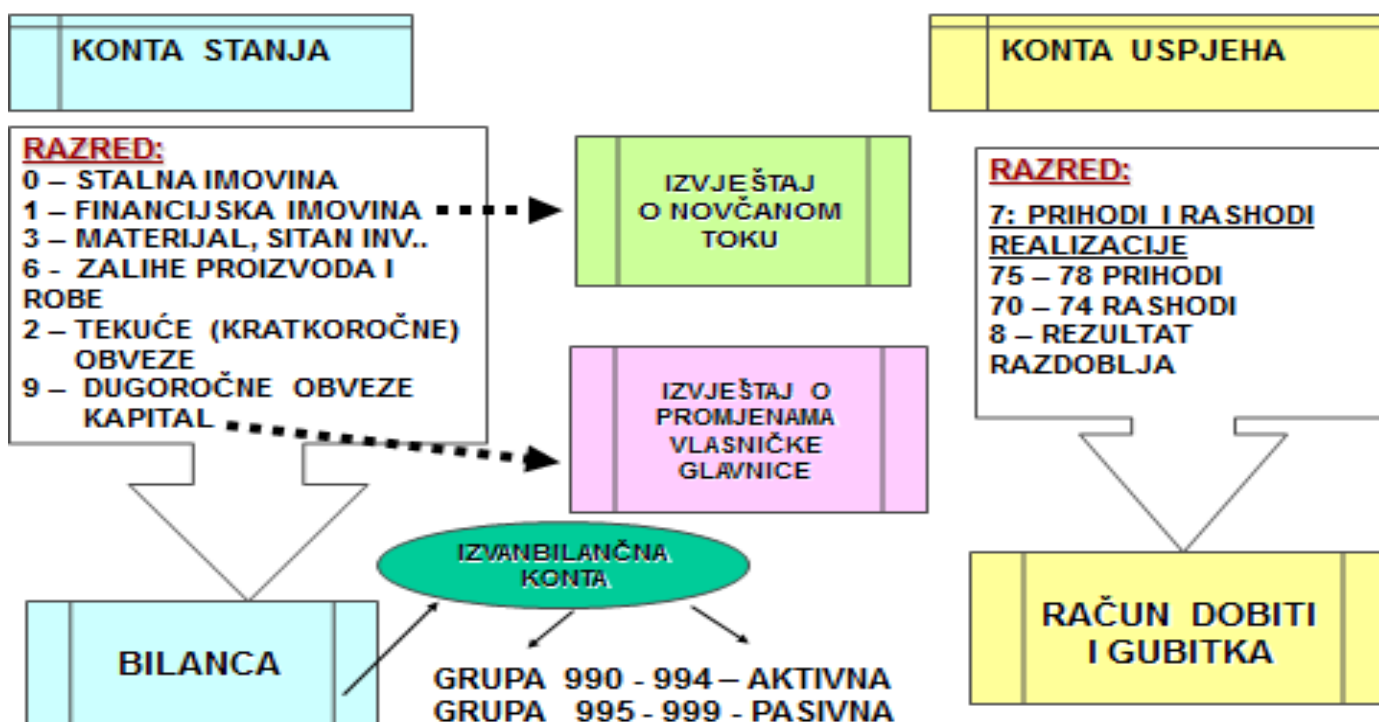 KONTA STANJA
KONTA USPJEHA
RAZRED:
0 – STALNA IMOVINA
1 – FINANCIJSKA IMOVINA
3 – MATERIJAL, SITAN INV..
6 - ZALIHE PROIZVODA I
ROBE
2 – TEKUĆE (KRATKOROČNE)
OBVEZE
9 – DUGOROČNE OBVEZE
KAPITAL
IZVJEŠTAJ
O NOVČANOM
TOKU
IZVJEŠTAJ O
PROMJENAMA
VLASNIČKE
GLAVNICE
RAZRED:
7: PRIHODI I RASHODI
REALIZACIJE
75 – 78 PRIHODI
70 – 74 RASHODI
8 – REZULTAT
RAZDOBLJA
IZVANBILANČNA
KONTA
BILANCA
GRUPA 990 - 994 – AKTIVNA
GRUPA 995 - 999 - PASIVNA
RAČUN DOBITI
I GUBITKA